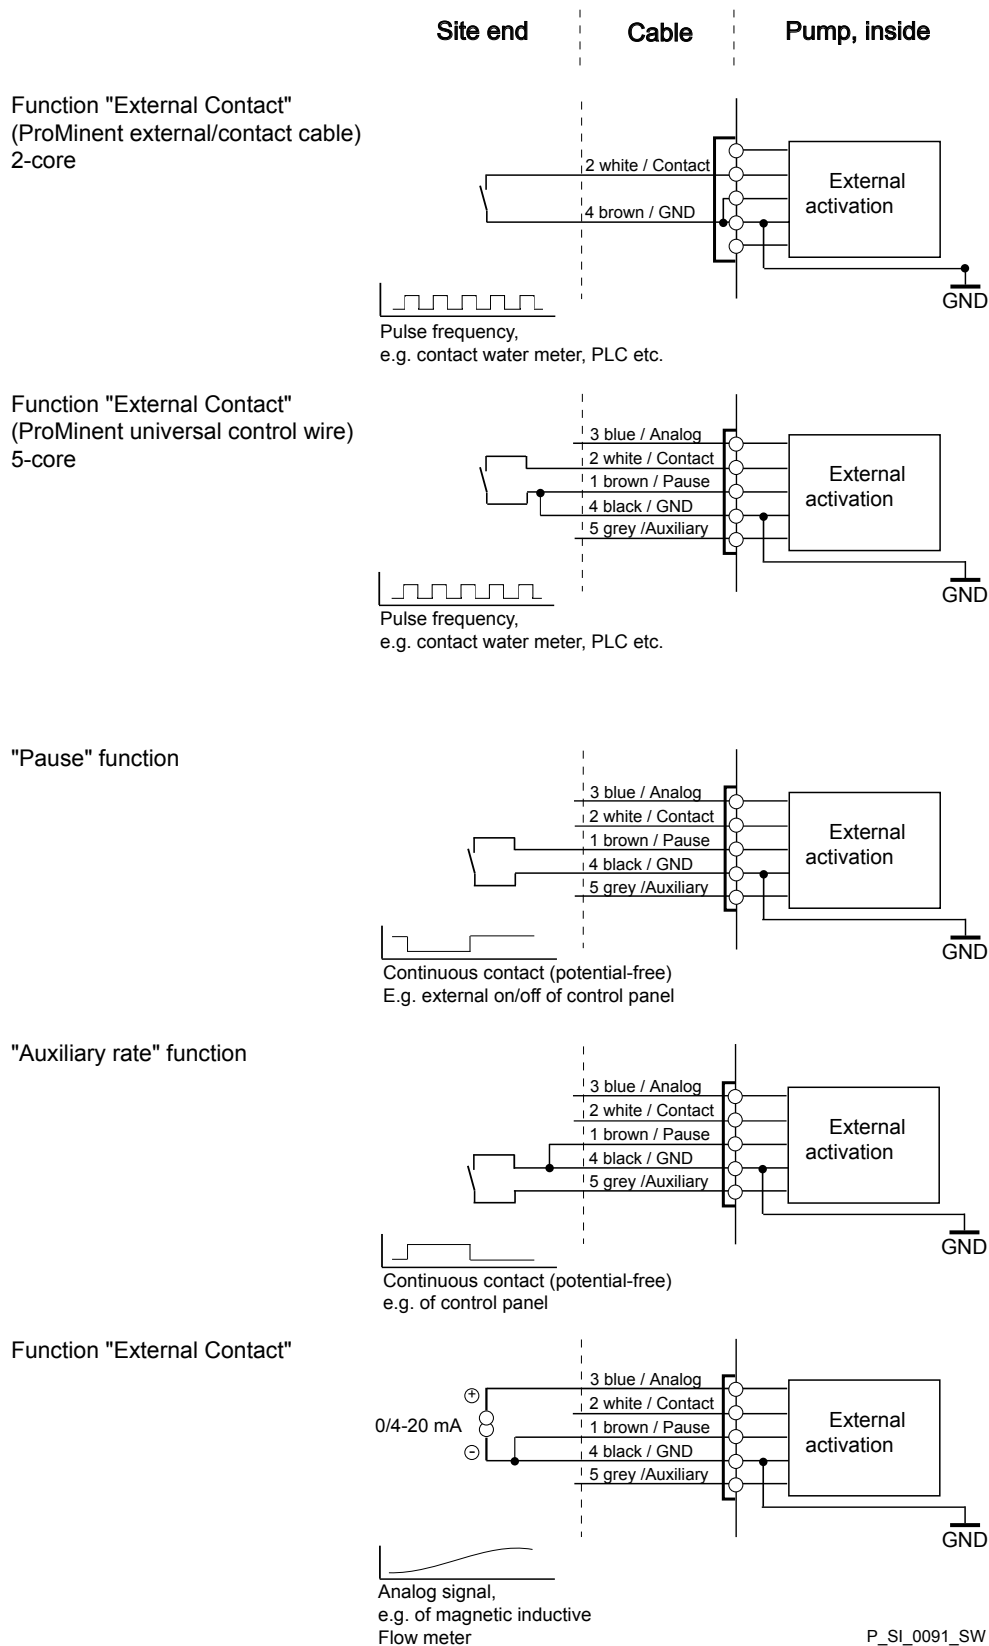 Site end
Cable
Pump, inside
Function "External Contact"
(ProMinent external/contact cable)
2-core
2 white / Contact
4 brown / GND
External
activation
GND
Pulse frequency,
e.g. contact water meter, PLC etc.
Function "External Contact"
(ProMinent universal control wire)
5-core
3 blue / Analog
2 white / Contact
1 brown / Pause
4 black / GND
5 grey /Auxiliary
External
activation
GND
Pulse frequency,
e.g. contact water meter, PLC etc.
"Pause" function
3 blue / Analog
2 white / Contact
1 brown / Pause
4 black / GND
5 grey /Auxiliary
External
activation
GND
Continuous contact (potential-free)
E.g. external on/off of control panel
"Auxiliary rate" function
3 blue / Analog
2 white / Contact
1 brown / Pause
4 black / GND
5 grey /Auxiliary
External
activation
GND
Continuous contact (potential-free)
e.g. of control panel
Function "External Contact"
+
0/4-20 mA
-
3 blue / Analog
2 white / Contact
1 brown / Pause
4 black / GND
5 grey /Auxiliary
External
activation
GND
Analog signal,
e.g. of magnetic inductive
Flow meter
P_SI_0091_SW